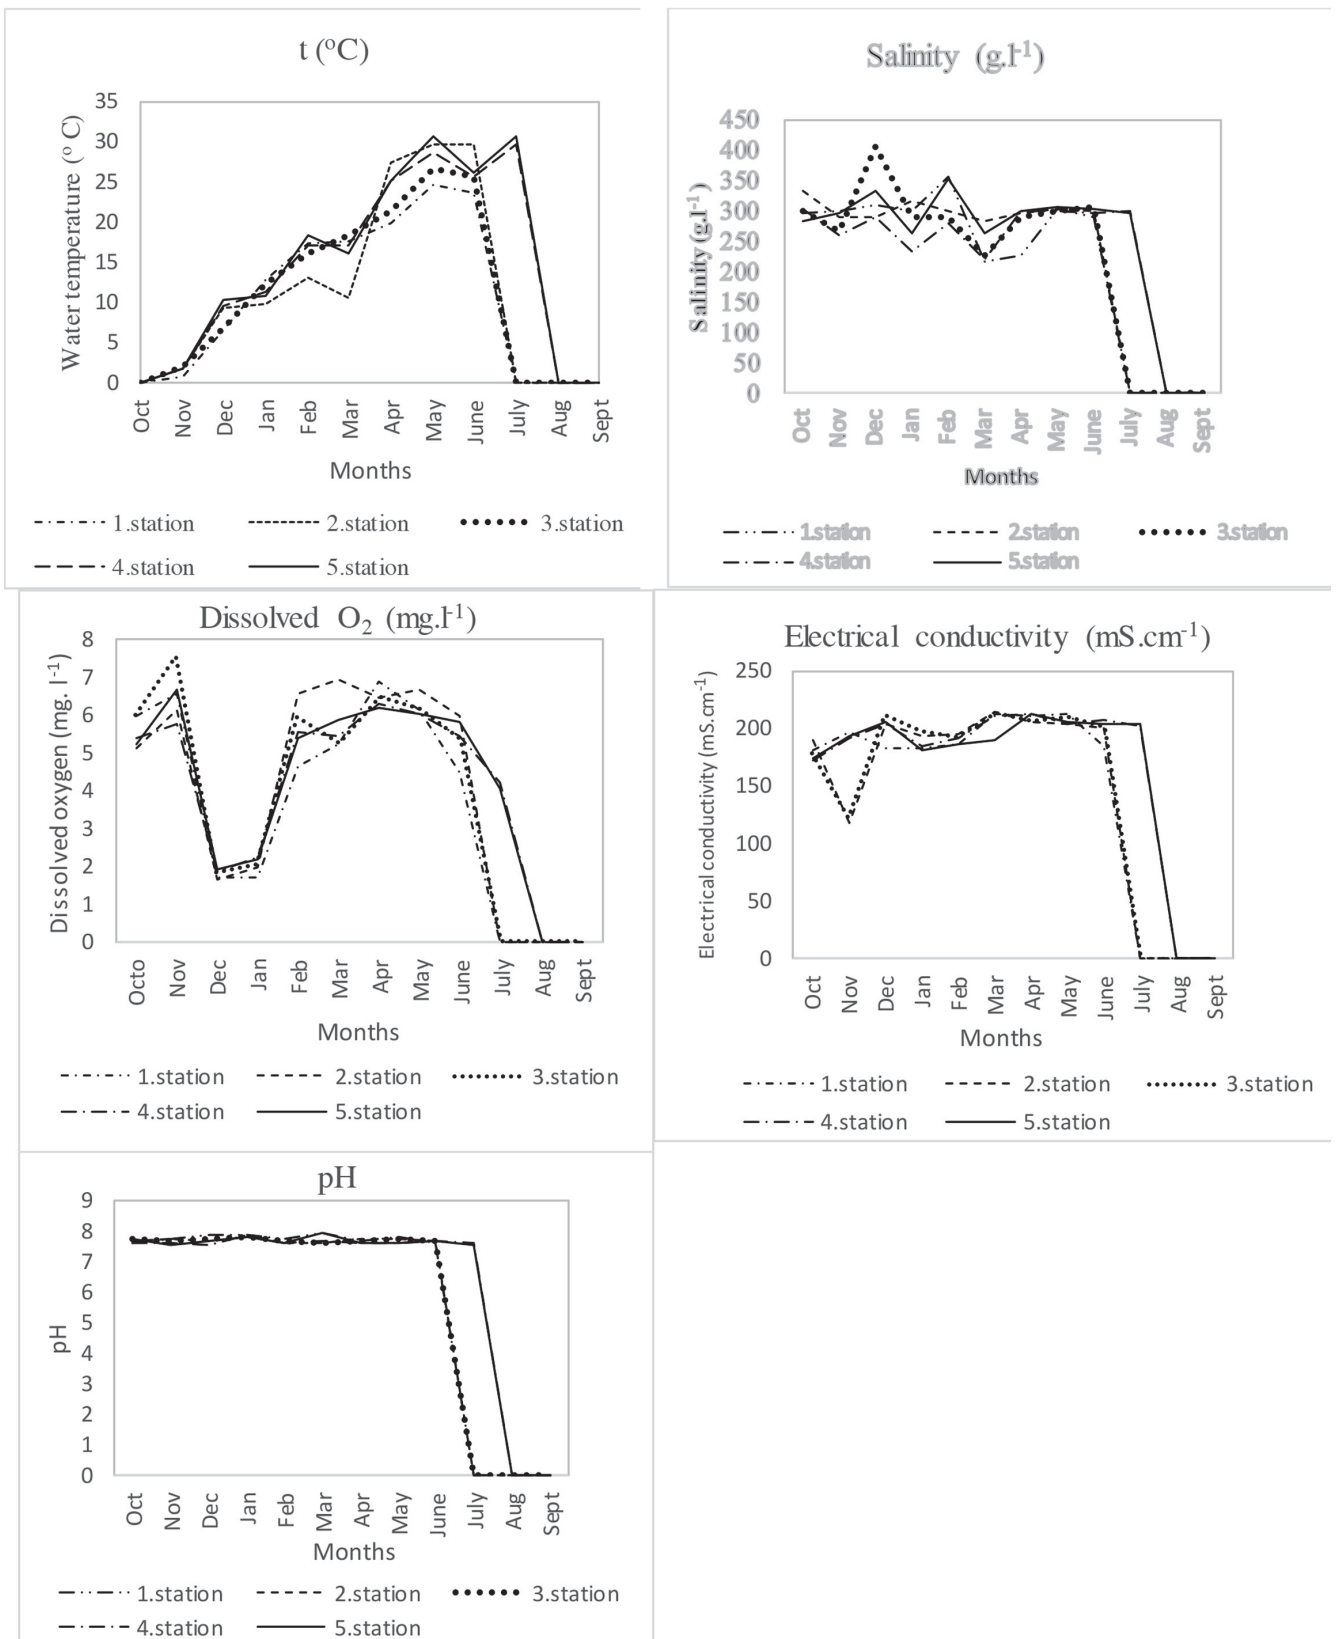 t (°C)
35
30
25
20
15
10
5
0
Water temperature (° C)
Oct Nov Dec Jan Feb Mar Apr May June July Aug Sept
Months
1.station 2.station 3.station
4.station 5.station
Salinity (g.l-1)
450
400
350
300
250
200
150
100
50
0
Salinity (g.l-1)
Oct Nov Dec Jan Feb Mar Apr May June July Aug Sept
Months
1.station 2.station 3.station
4.station 5.station
Dissolved O2 (mg.l-1)
8
7
6
5
4
3
2
1
0
Dissolved oxygen (mg. l-1)
Octo Nov Dec Jan Feb Mar Apr May June July Aug Sept
Months
1.station 2.station 3.station
4.station 5.station
Electrical conductivity (mS.cm-1)
250
200
150
100
50
0
Electrical conductivity (mS.cm-1)
Oct Nov Dec Jan Feb Mar Apr May June July Aug Sept
Months
1.station 2.station 3.station
4.station 5.station
pH
9
8
7
6
5
4
3
2
1
0
pH
Oct Nov Dec Jan Feb Mar Apr May June July Aug Sept
Months
1.station 2.station 3.station
4.station 5.station